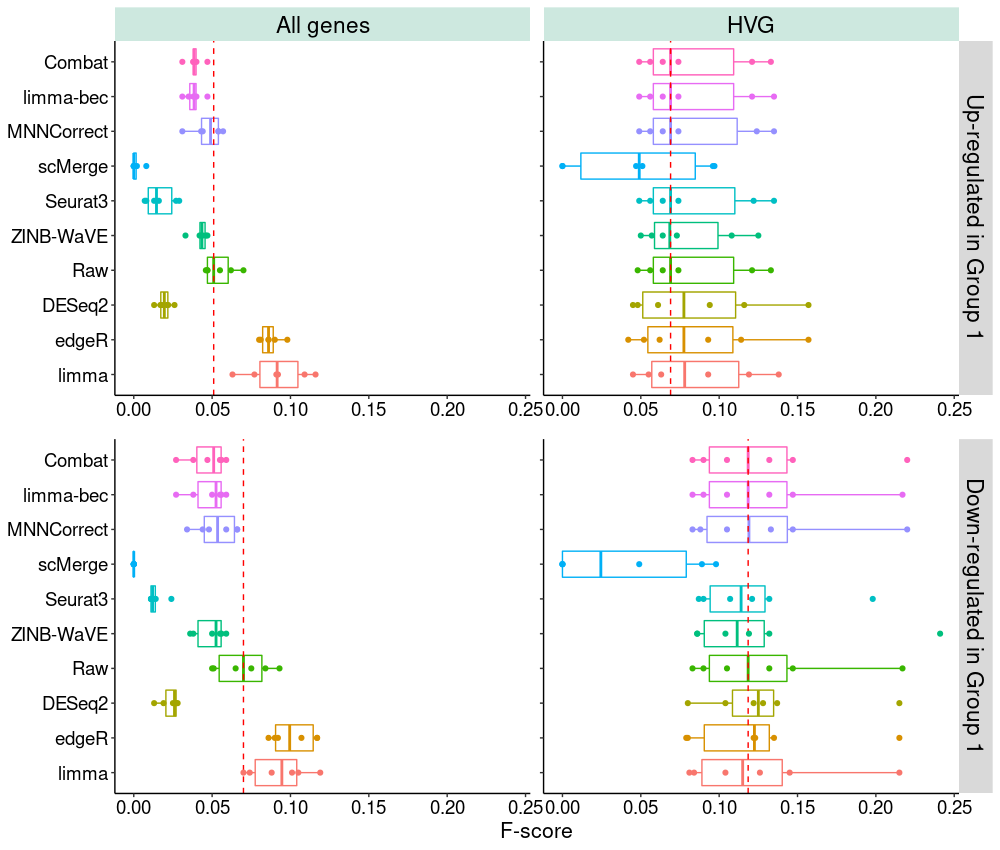 All genes
HVG
Combat
limma-bec
MNNCorrect
scMerge
Seurat3
ZINB-WaVE
Raw
DESeq2
edgeR
limma
Up-regulated in Group 1
0.00 0.05 0.10 0.15 0.20 0.25
0.00 0.05 0.10 0.15 0.20 0.25
Combat
limma-bec
MNNCorrect
scMerge
Seurat3
ZINB-WaVE
Raw
DESeq2
edgeR
limma
Down-regulated in Group 1
0.00 0.05 0.10 0.15 0.20 0.25
0.00 0.05 0.10 0.15 0.20 0.25
F-score